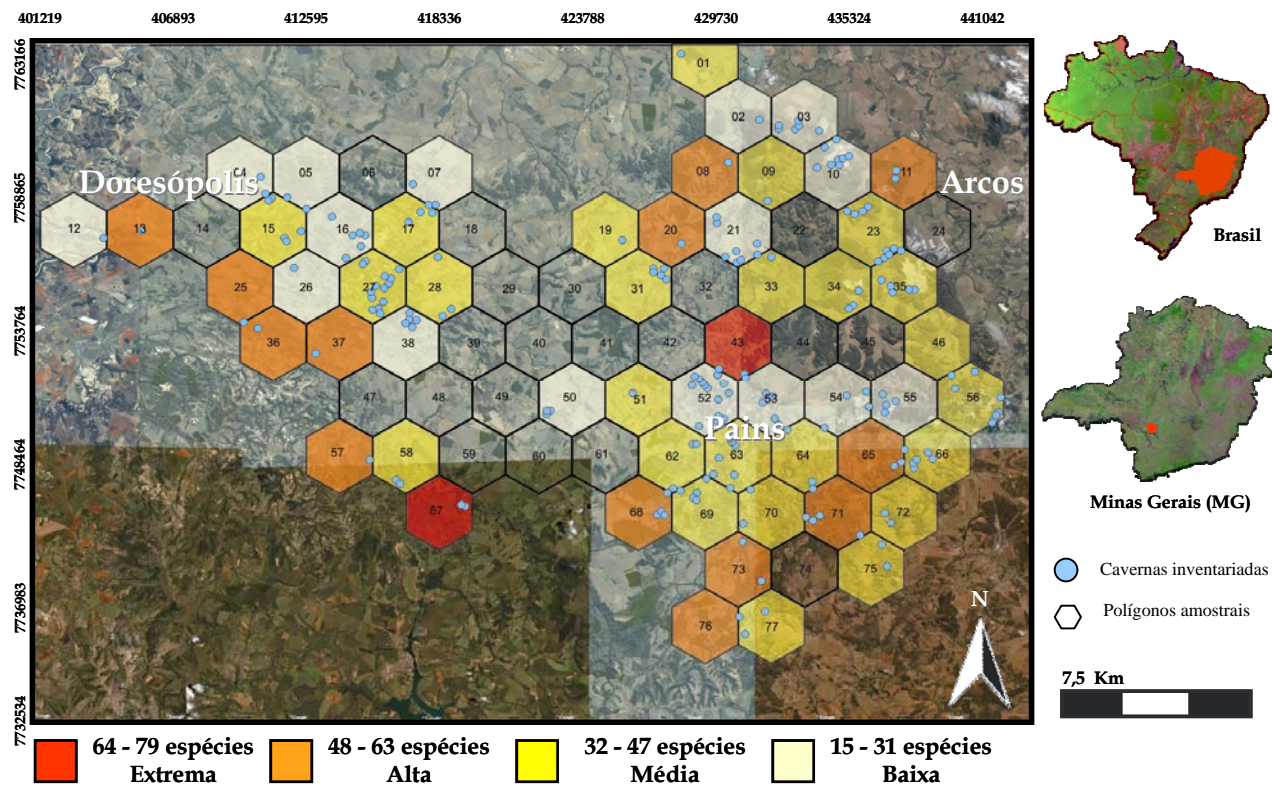 401219 406893 412595 418336 423788 429730 435324 441042
7763166
7758865
7753764
7748464
7736983
7732534
01
02 03
04 05 06 07 08 09 10 11
Doresópolis Arcos
12 13 14 15 16 17 18 19 20 21 22 23 24
25 26 27 28 29 30 31 32 33 34 35
36 37 38 39 40 41 42 43 44 45 46
47 48 49 50 51 52 53 54 55 56
Pains
57 58 59 60 61 62 63 64 65 66
67 68 69 70 71 72
73 74 75
76 77
N
Brasil
Minas Gerais (MG)
Cavernas inventariadas
Polígonos amostrais
7,5 Km
64 - 79 espécies
Extrema
48 - 63 espécies
Alta
32 - 47 espécies
Média
15 - 31 espécies
Baixa